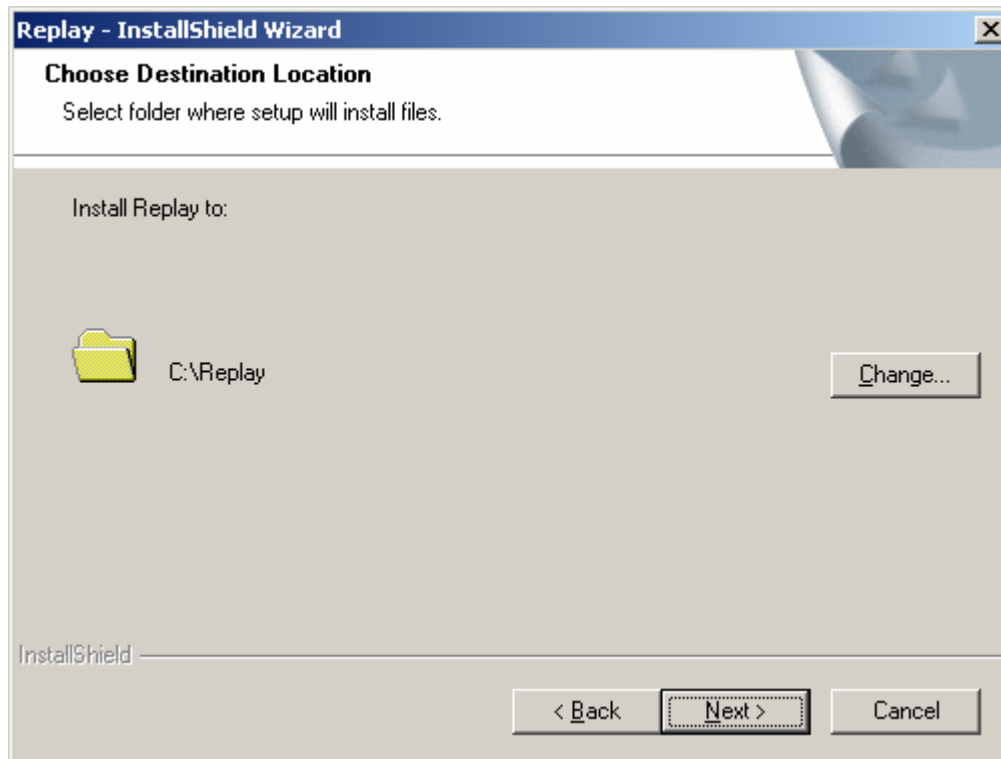 Replay - InstallShield Wizard
Choose Destination Location
Select folder where setup will install files.
Install Replay to:
C:\Replay
Change...
InstallShield
< Back
Next >
Cancel